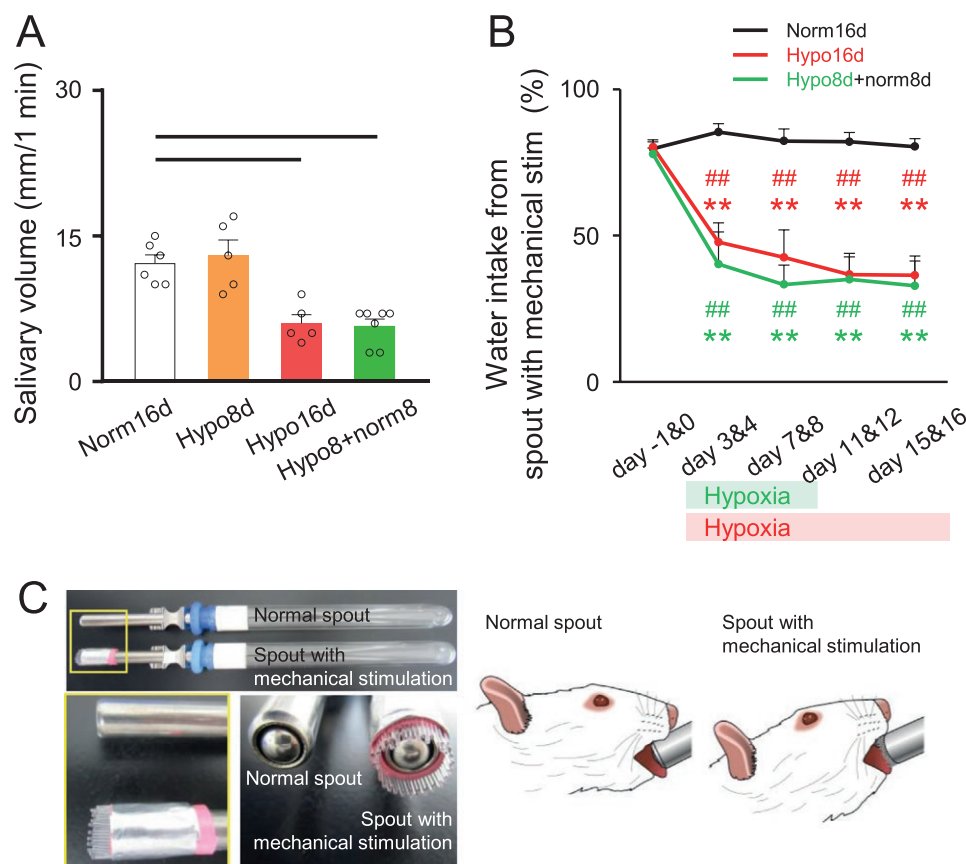 A
Salivary volume (mm/1 min)
30
15
0
Norm16d
Hypo8d
Hypo16d
Hypo8+norm8
B
Norm16d
Hypo16d
Hypo8d+norm8d
Water intake from
spout with mechanical stim (%)
100
50
0
## ## ## ##
** ** ** **
## ## ## ##
** ** ** **
day -1&0
day 3&4
day 7&8
day 11&12
day 15&16
Hypoxia
Hypoxia
C
Normal spout
Spout with
mechanical stimulation
Normal spout
Spout with
mechanical stimulation
Normal spout
Spout with
mechanical stimulation